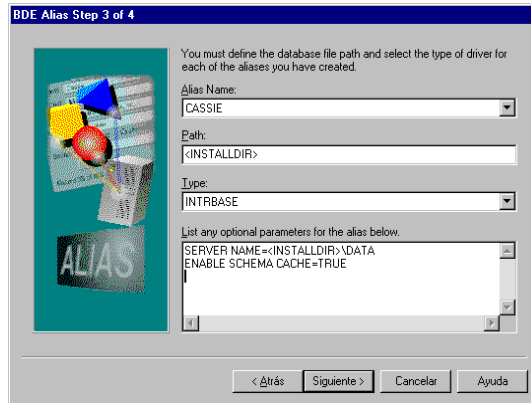 BDE Alias Step 3 of 4
You must define the database file path and select the type of driver for
each of the aliases you have created.
Alias Name:
CASSIE
Path:
<INSTALLDIR>
Type:
INTRBASE
List any optional parameters for the alias below.
SERVER NAME=<INSTALLDIR>\DATA
ENABLE SCHEMA CACHE=TRUE
ALIAS
< Atrás Siguiente > Cancelar Ayuda